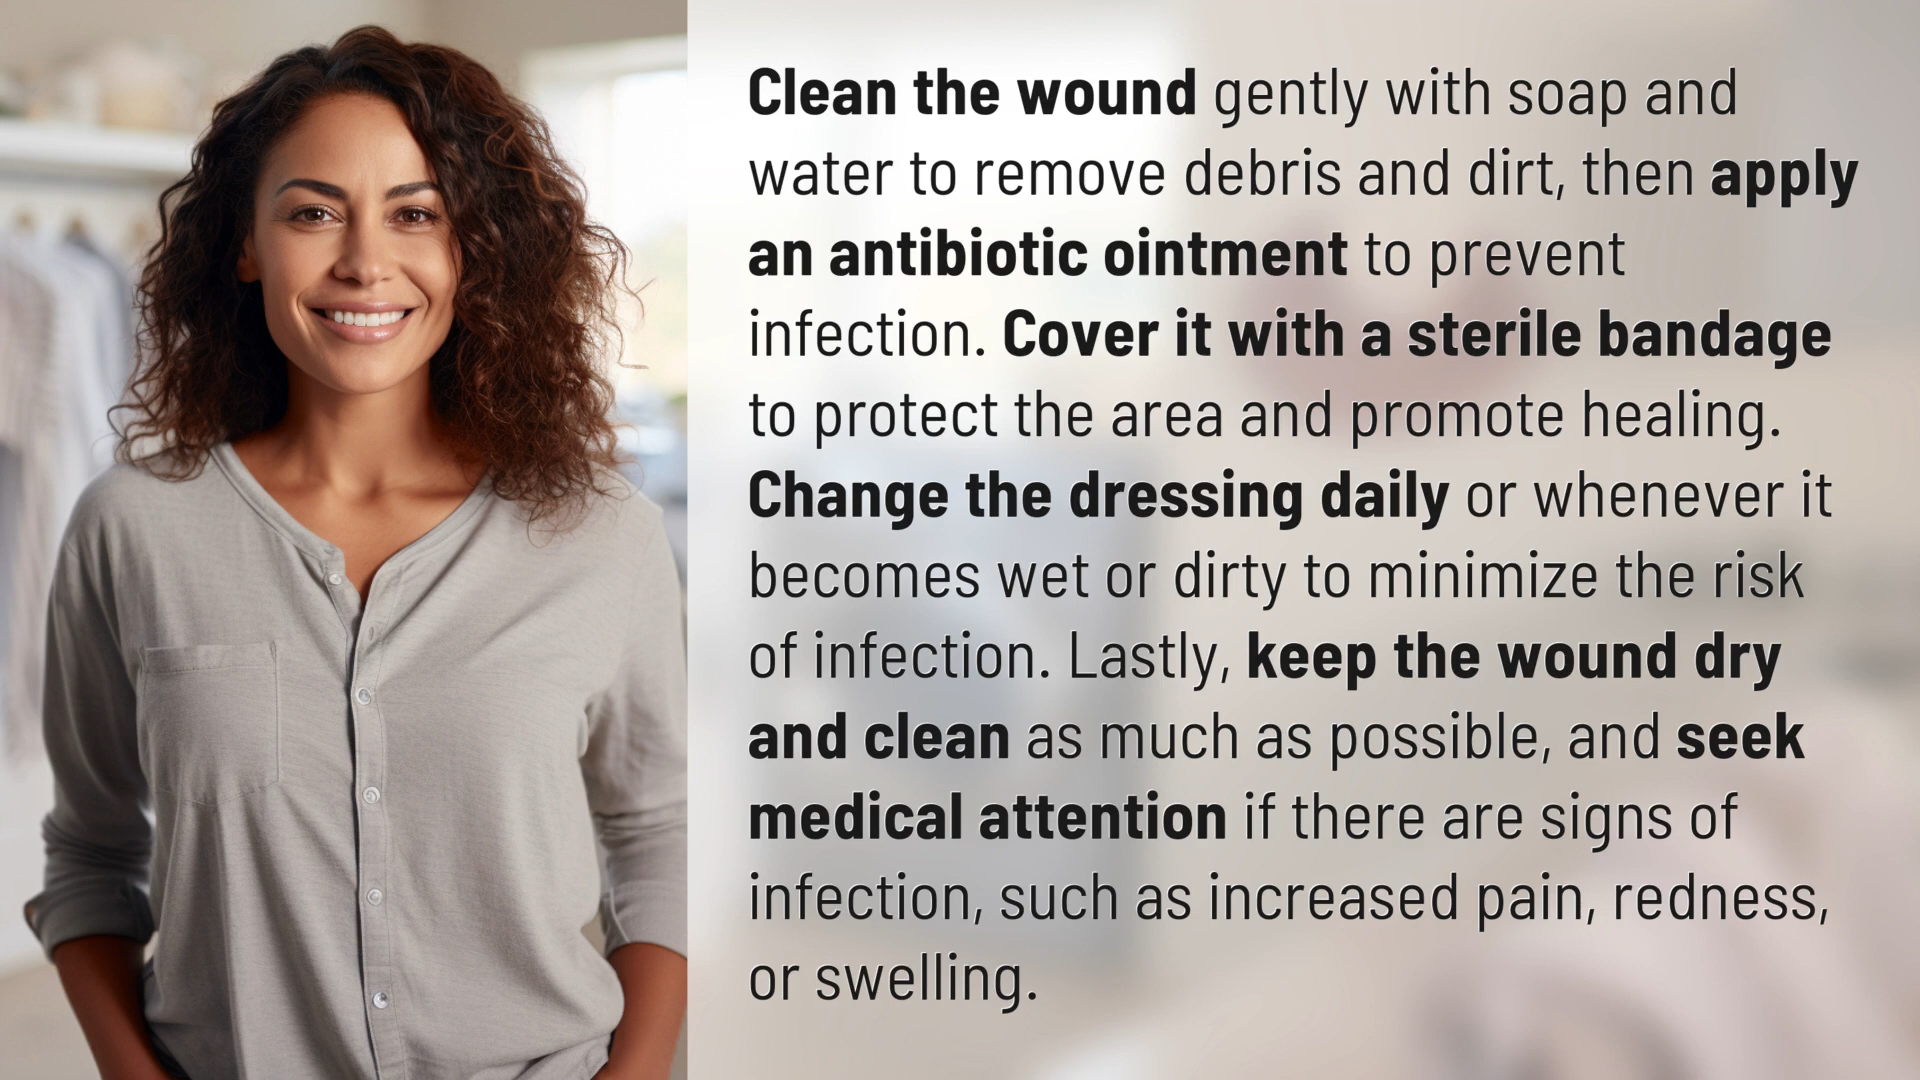 Clean the wound gently with soap and
water to remove debris and dirt, then apply
an antibiotic ointment to prevent
infection. Cover it with a sterile bandage
to protect the area and promote healing.
Change the dressing daily or whenever it
becomes wet or dirty to minimize the risk
of infection. Lastly, keep the wound dry
and clean as much as possible, and seek
medical attention if there are signs of
infection, such as increased pain, redness,
or swelling.